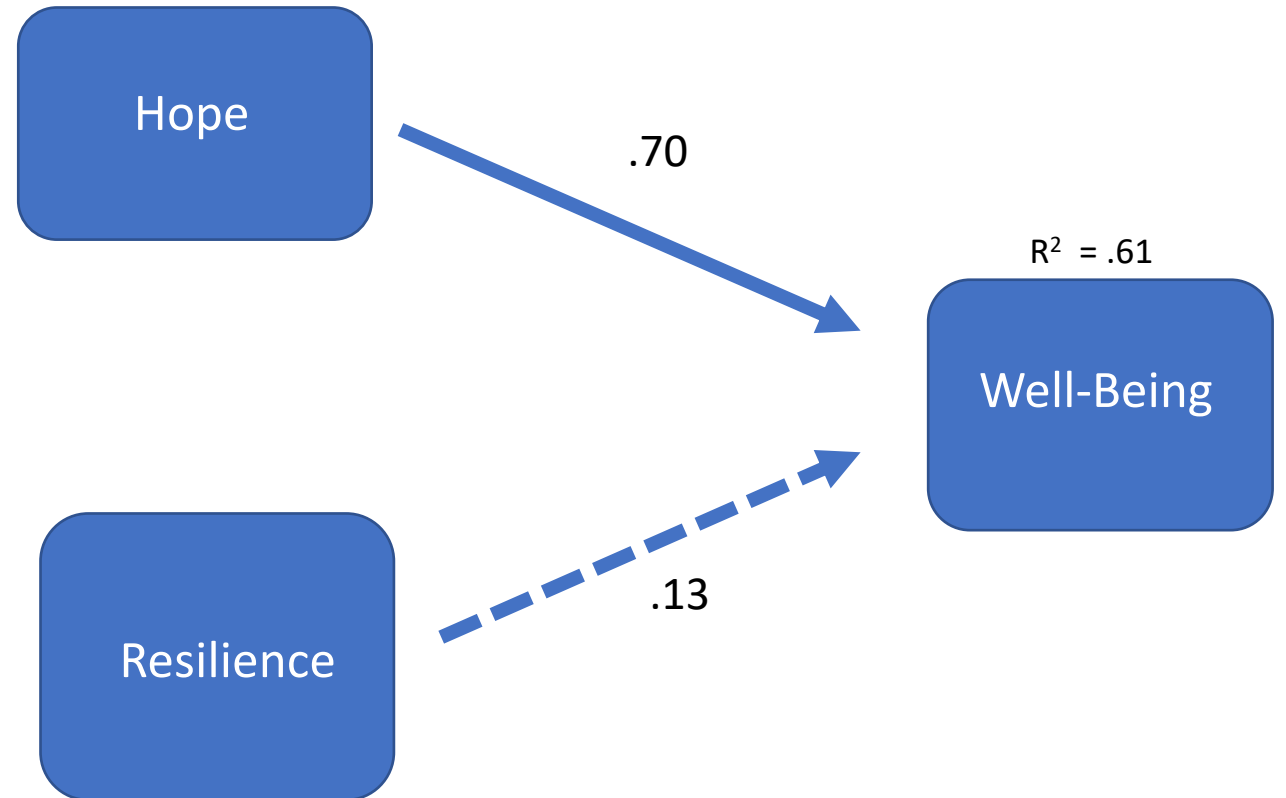 Hope
.70
R² = .61
Well-Being
.13
Resilience